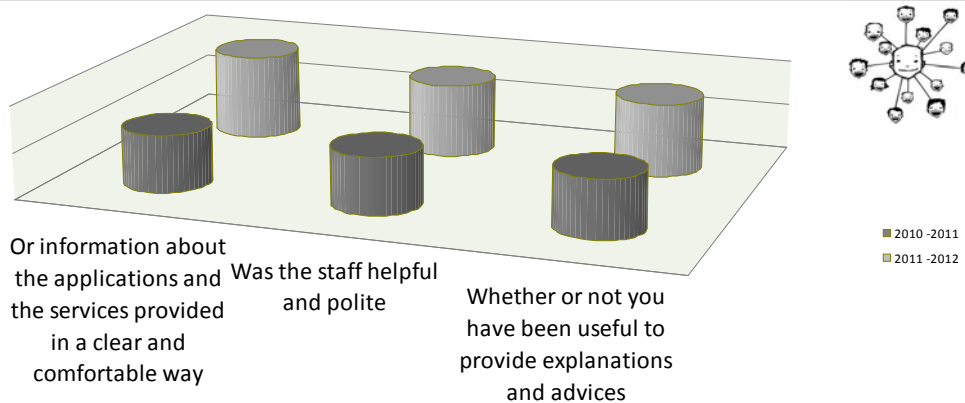 Or information about
the applications and
the services provided
in a clear and
comfortable way
Was the staff helpful
and polite
Whether or not you
have been useful to
provide explanations
and advices
2010 -2011
2011 -2012